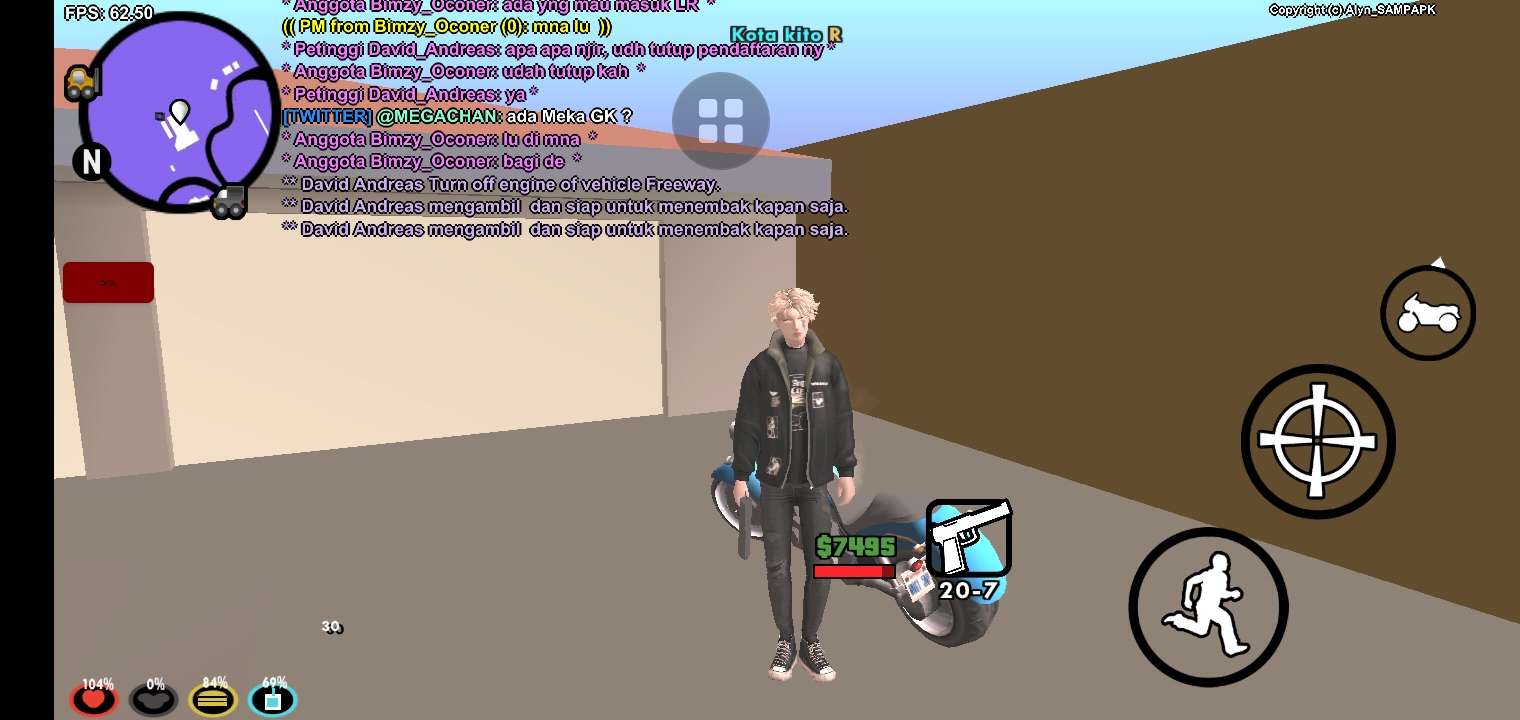 FPS: 62.50
Copyright (c) Alyn_SAMPAPK
* Anggota Bimzy_Oconer: ada yng mau masuk LR *
(( PM from Bimzy_Oconer (0): mna lu ))
Kota kito R
* Petinggi David_Andreas: apa apa njir, udh tutup pendaftaran ny *
* Anggota Bimzy_Oconer: udah tutup kah *
* Petinggi David_Andreas: ya *
[TWITTER] @MEGACHAN: ada Meka GK ?
* Anggota Bimzy_Oconer: lu di mna *
* Anggota Bimzy_Oconer: bagi de *
** David Andreas Turn off engine of vehicle Freeway.
** David Andreas mengambil dan siap untuk menembak kapan saja.
** David Andreas mengambil dan siap untuk menembak kapan saja.
N
>>
$7495
20-7
30
104% 0% 84% 69%